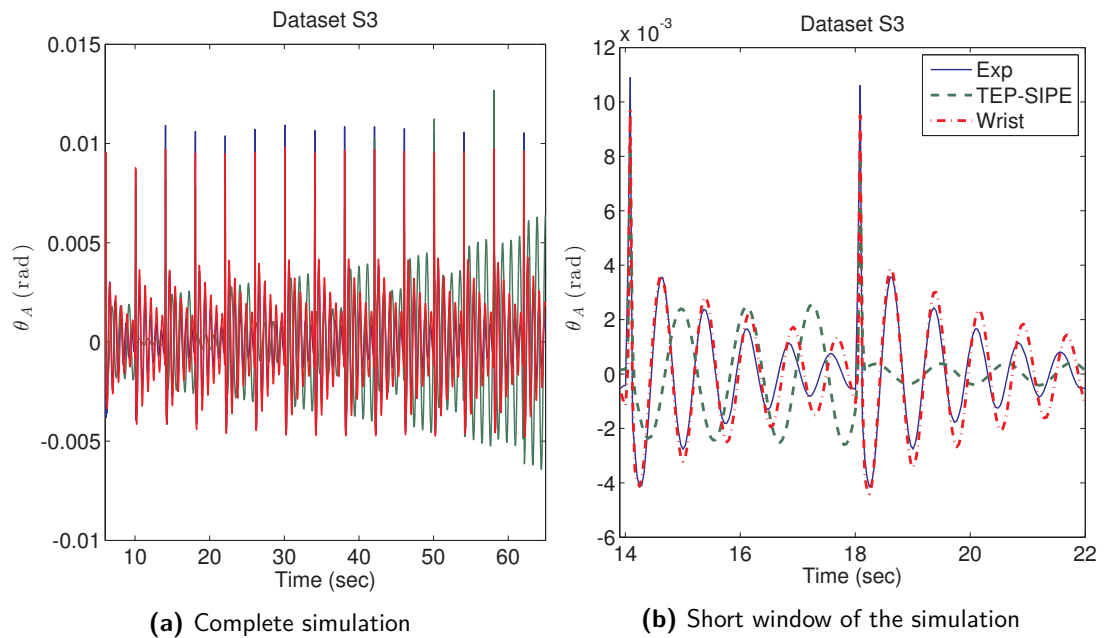 Dataset S3
0.015
0.01
0.005
0
-0.005
-0.01
θ_A (rad)
10 20 30 40 50 60
Time (sec)
(a) Complete simulation
x 10^-3
Dataset S3
12
10
8
6
4
2
0
-2
-4
-6
θ_A (rad)
Exp
TEP-SIPE
Wrist
14 16 18 20 22
Time (sec)
(b) Short window of the simulation